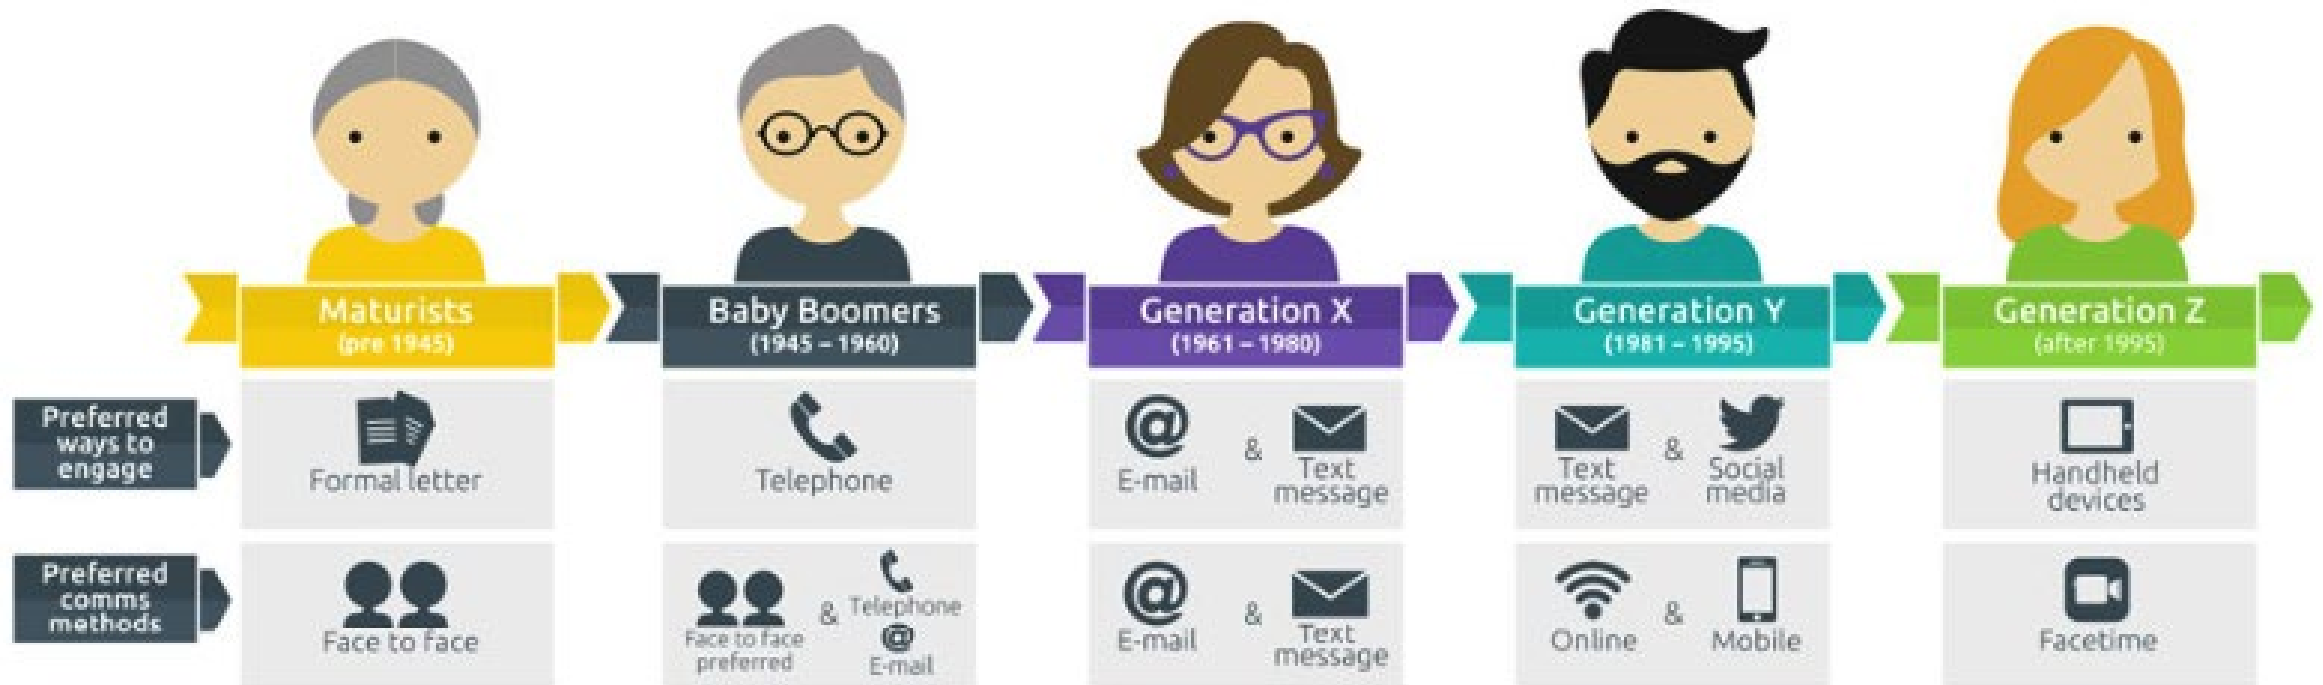 Maturists
(pre 1945)
Baby Boomers
(1945 – 1960)
Generation X
(1961 – 1980)
Generation Y
(1981 – 1995)
Generation Z
(after 1995)
Preferred
ways to
engage
Formal letter
Telephone
@
E-mail
&
Text
message
Text
message
&
Social
media
Handheld
devices
Preferred
comms
methods
Face to face
Face to face
preferred
&
Telephone
@
E-mail
@
E-mail
&
Text
message
Online
&
Mobile
Facetime